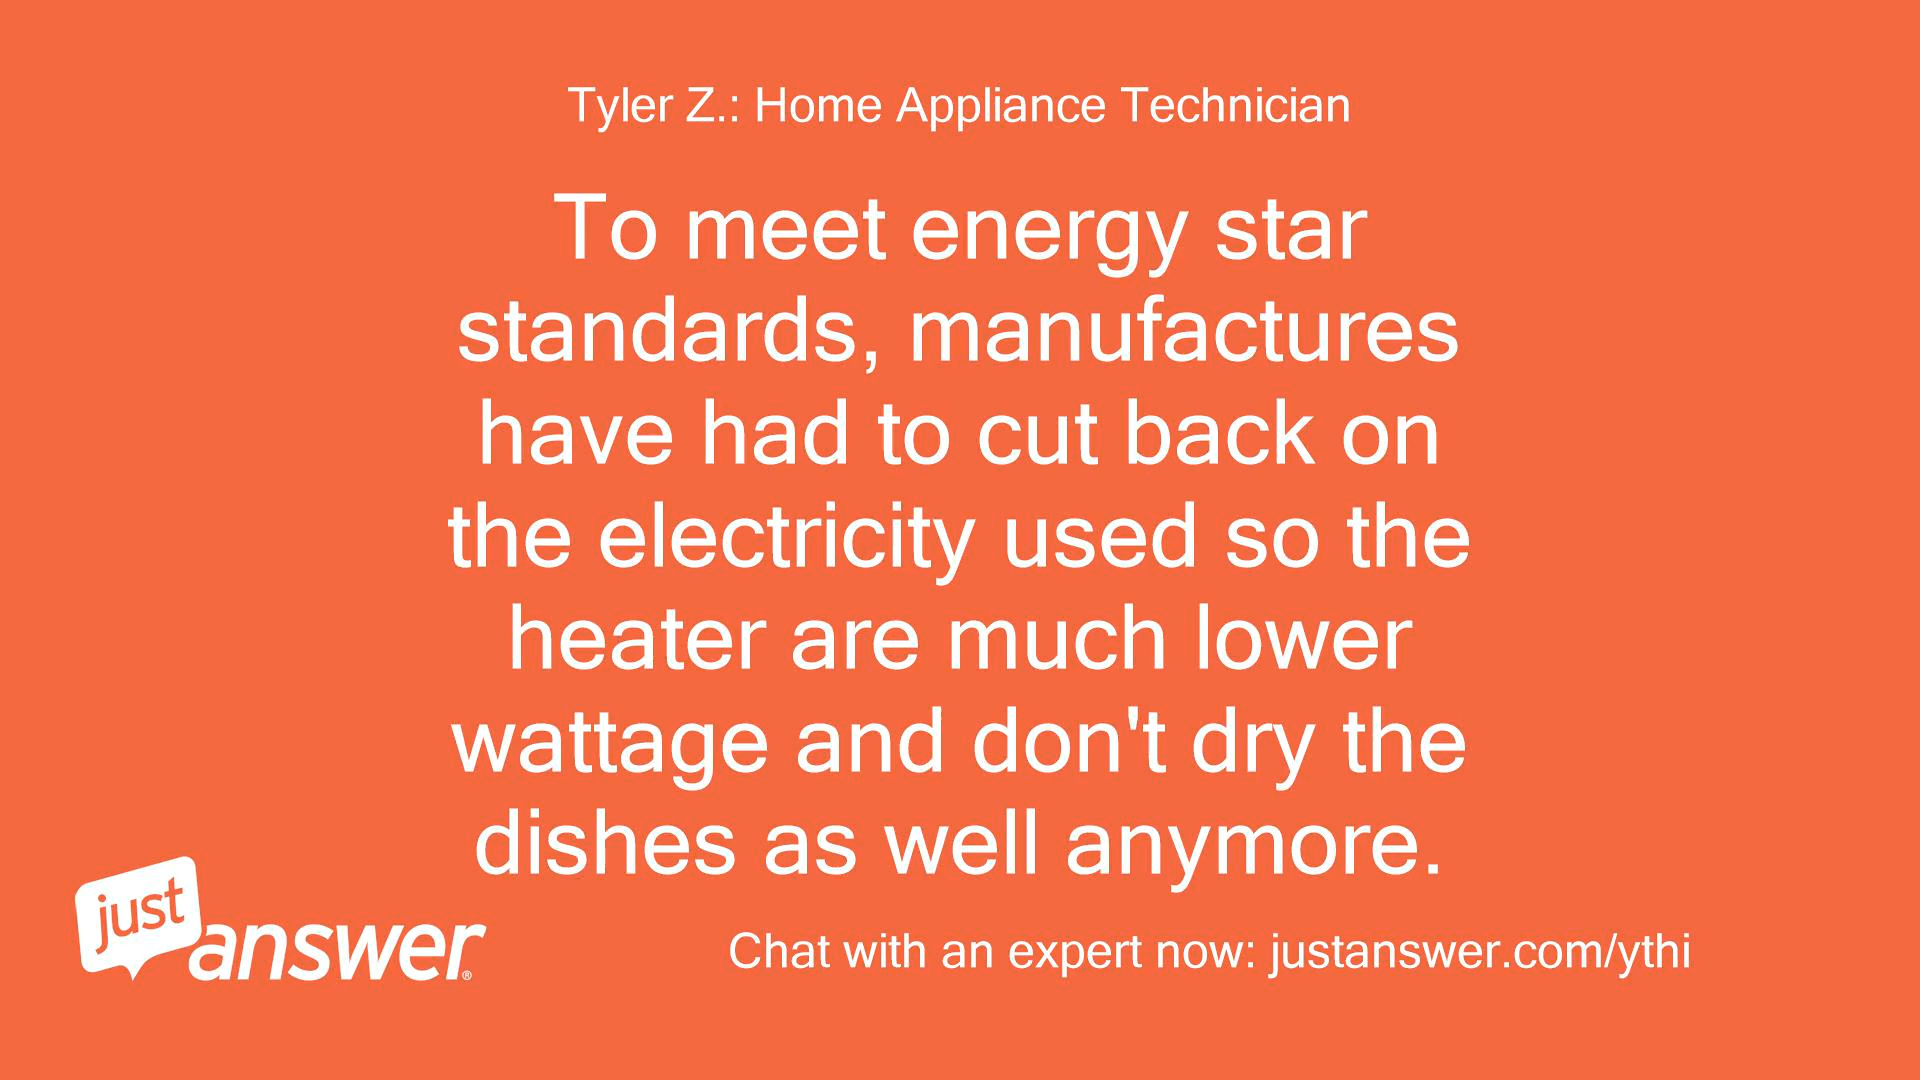 Tyler Z.: Home Appliance Technician
To meet energy star
standards, manufactures
have had to cut back on
the electricity used so the
heater are much lower
wattage and don't dry the
dishes as well anymore.
just
answer®
Chat with an expert now: justanswer.com/ythi